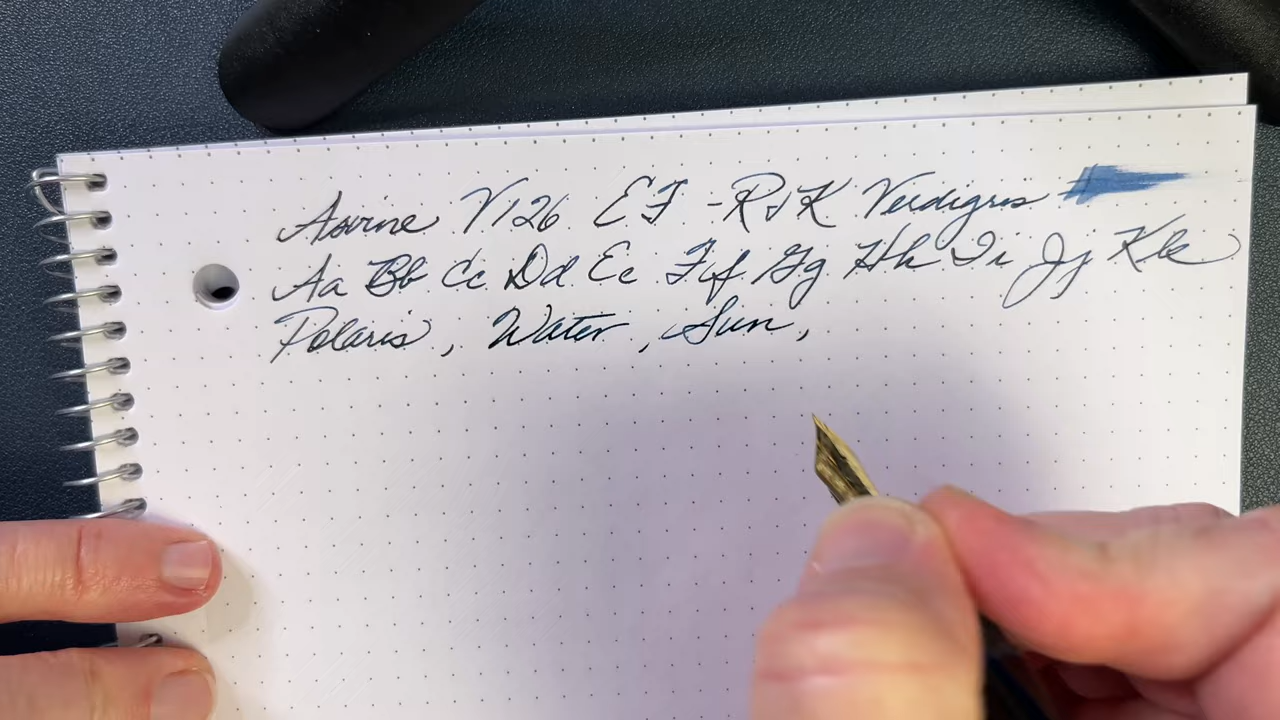 Asvine V126 EF - R&K Verdigris
Aa Bb Cc Dd Ee Ff Gg Hh Ii Jj Kk
Polaris, Water, Sun,